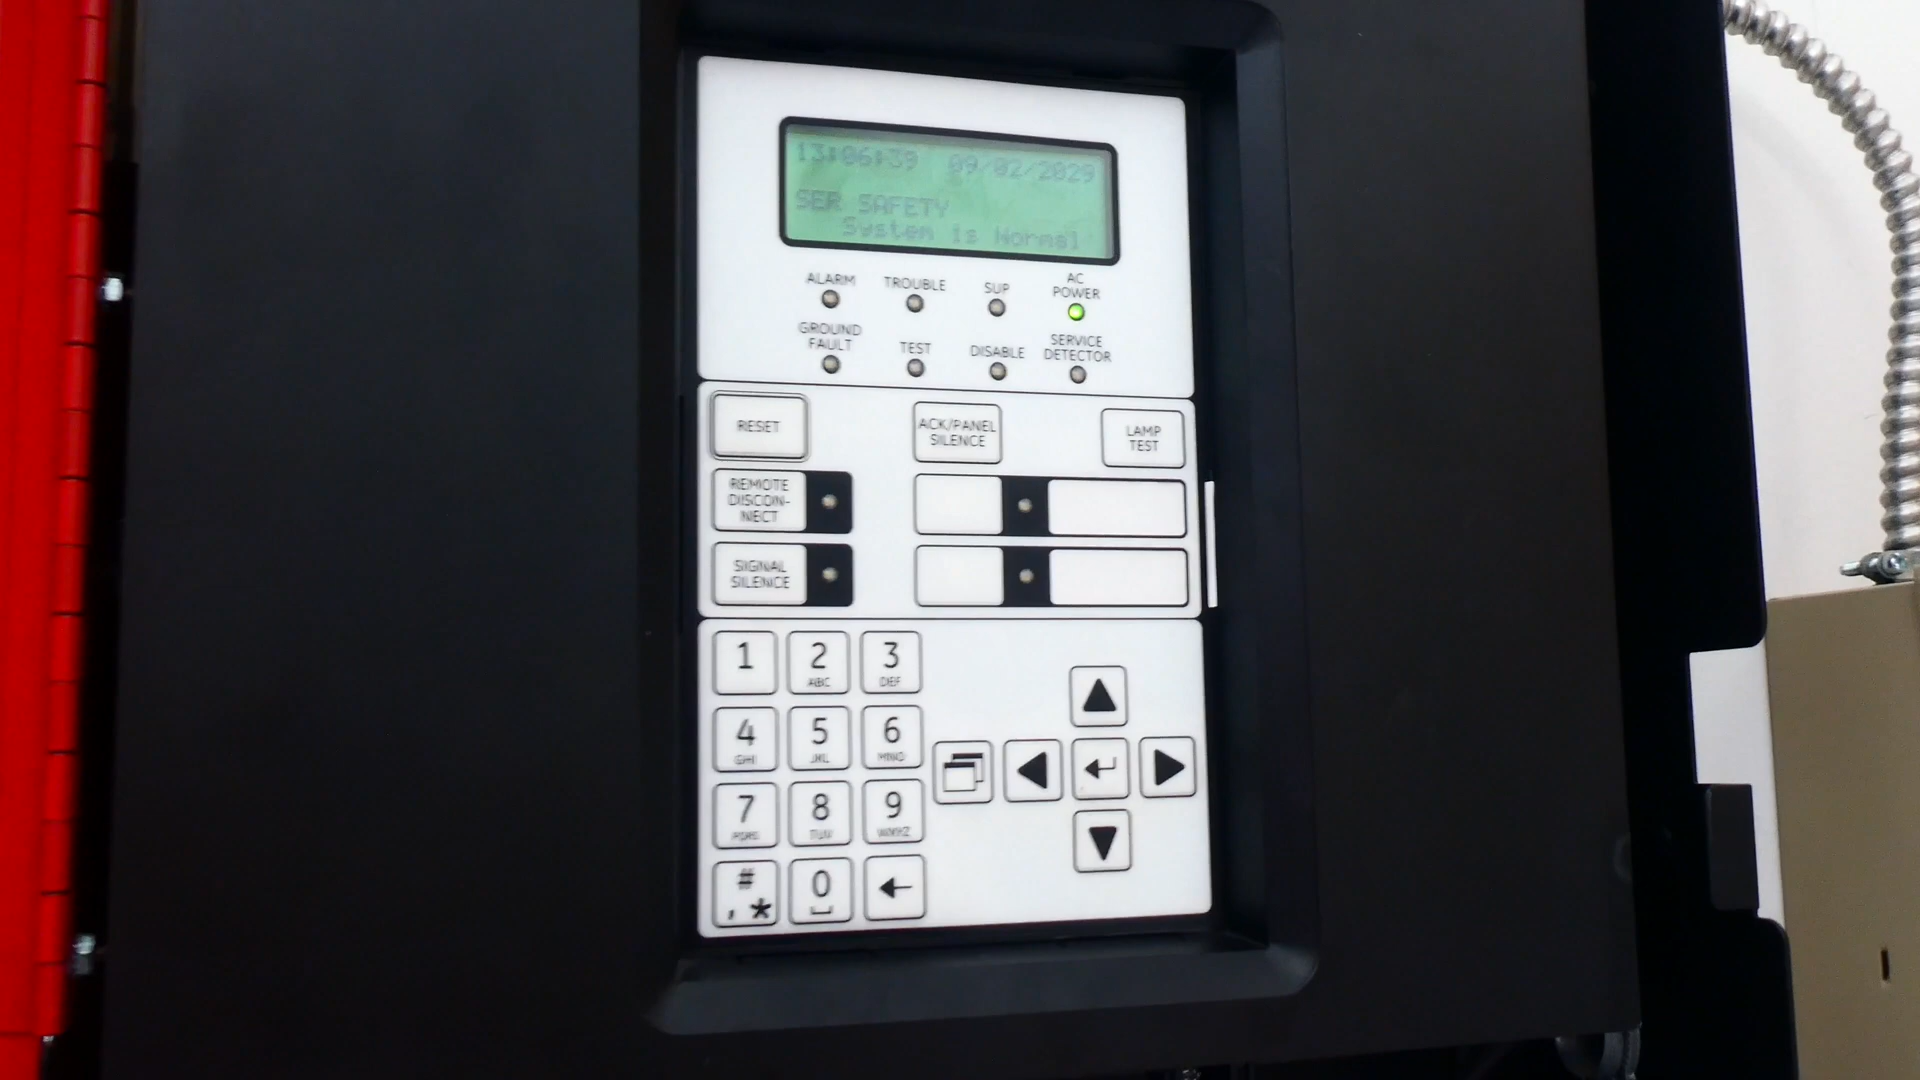 13:06:39 09/02/2029
SER SAFETY
System is Normal
ALARM
TROUBLE
SUP
AC
POWER
GROUND
FAULT
TEST
DISABLE
SERVICE
DETECTOR
RESET
ACK/PANEL
SILENCE
LAMP
TEST
REMOTE
DISCON-
NECT
SIGNAL
SILENCE
1
2
ABC
3
DEF
4
GHI
5
JKL
6
MNO
7
8
TUV
9
#
, *
0